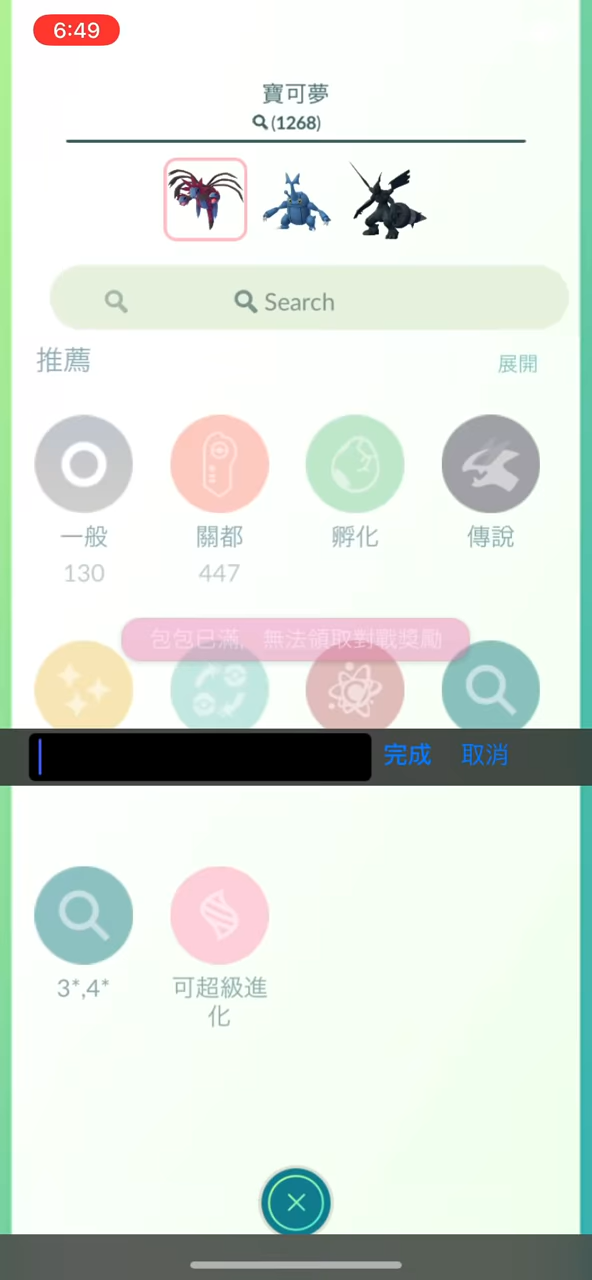 6:49
寶可夢
(1268)
Search
推薦
展開
一般
關都
孵化
傳說
130
447
包包已滿，無法領取對戰獎勵
完成
取消
3*,4*
可超級進
化